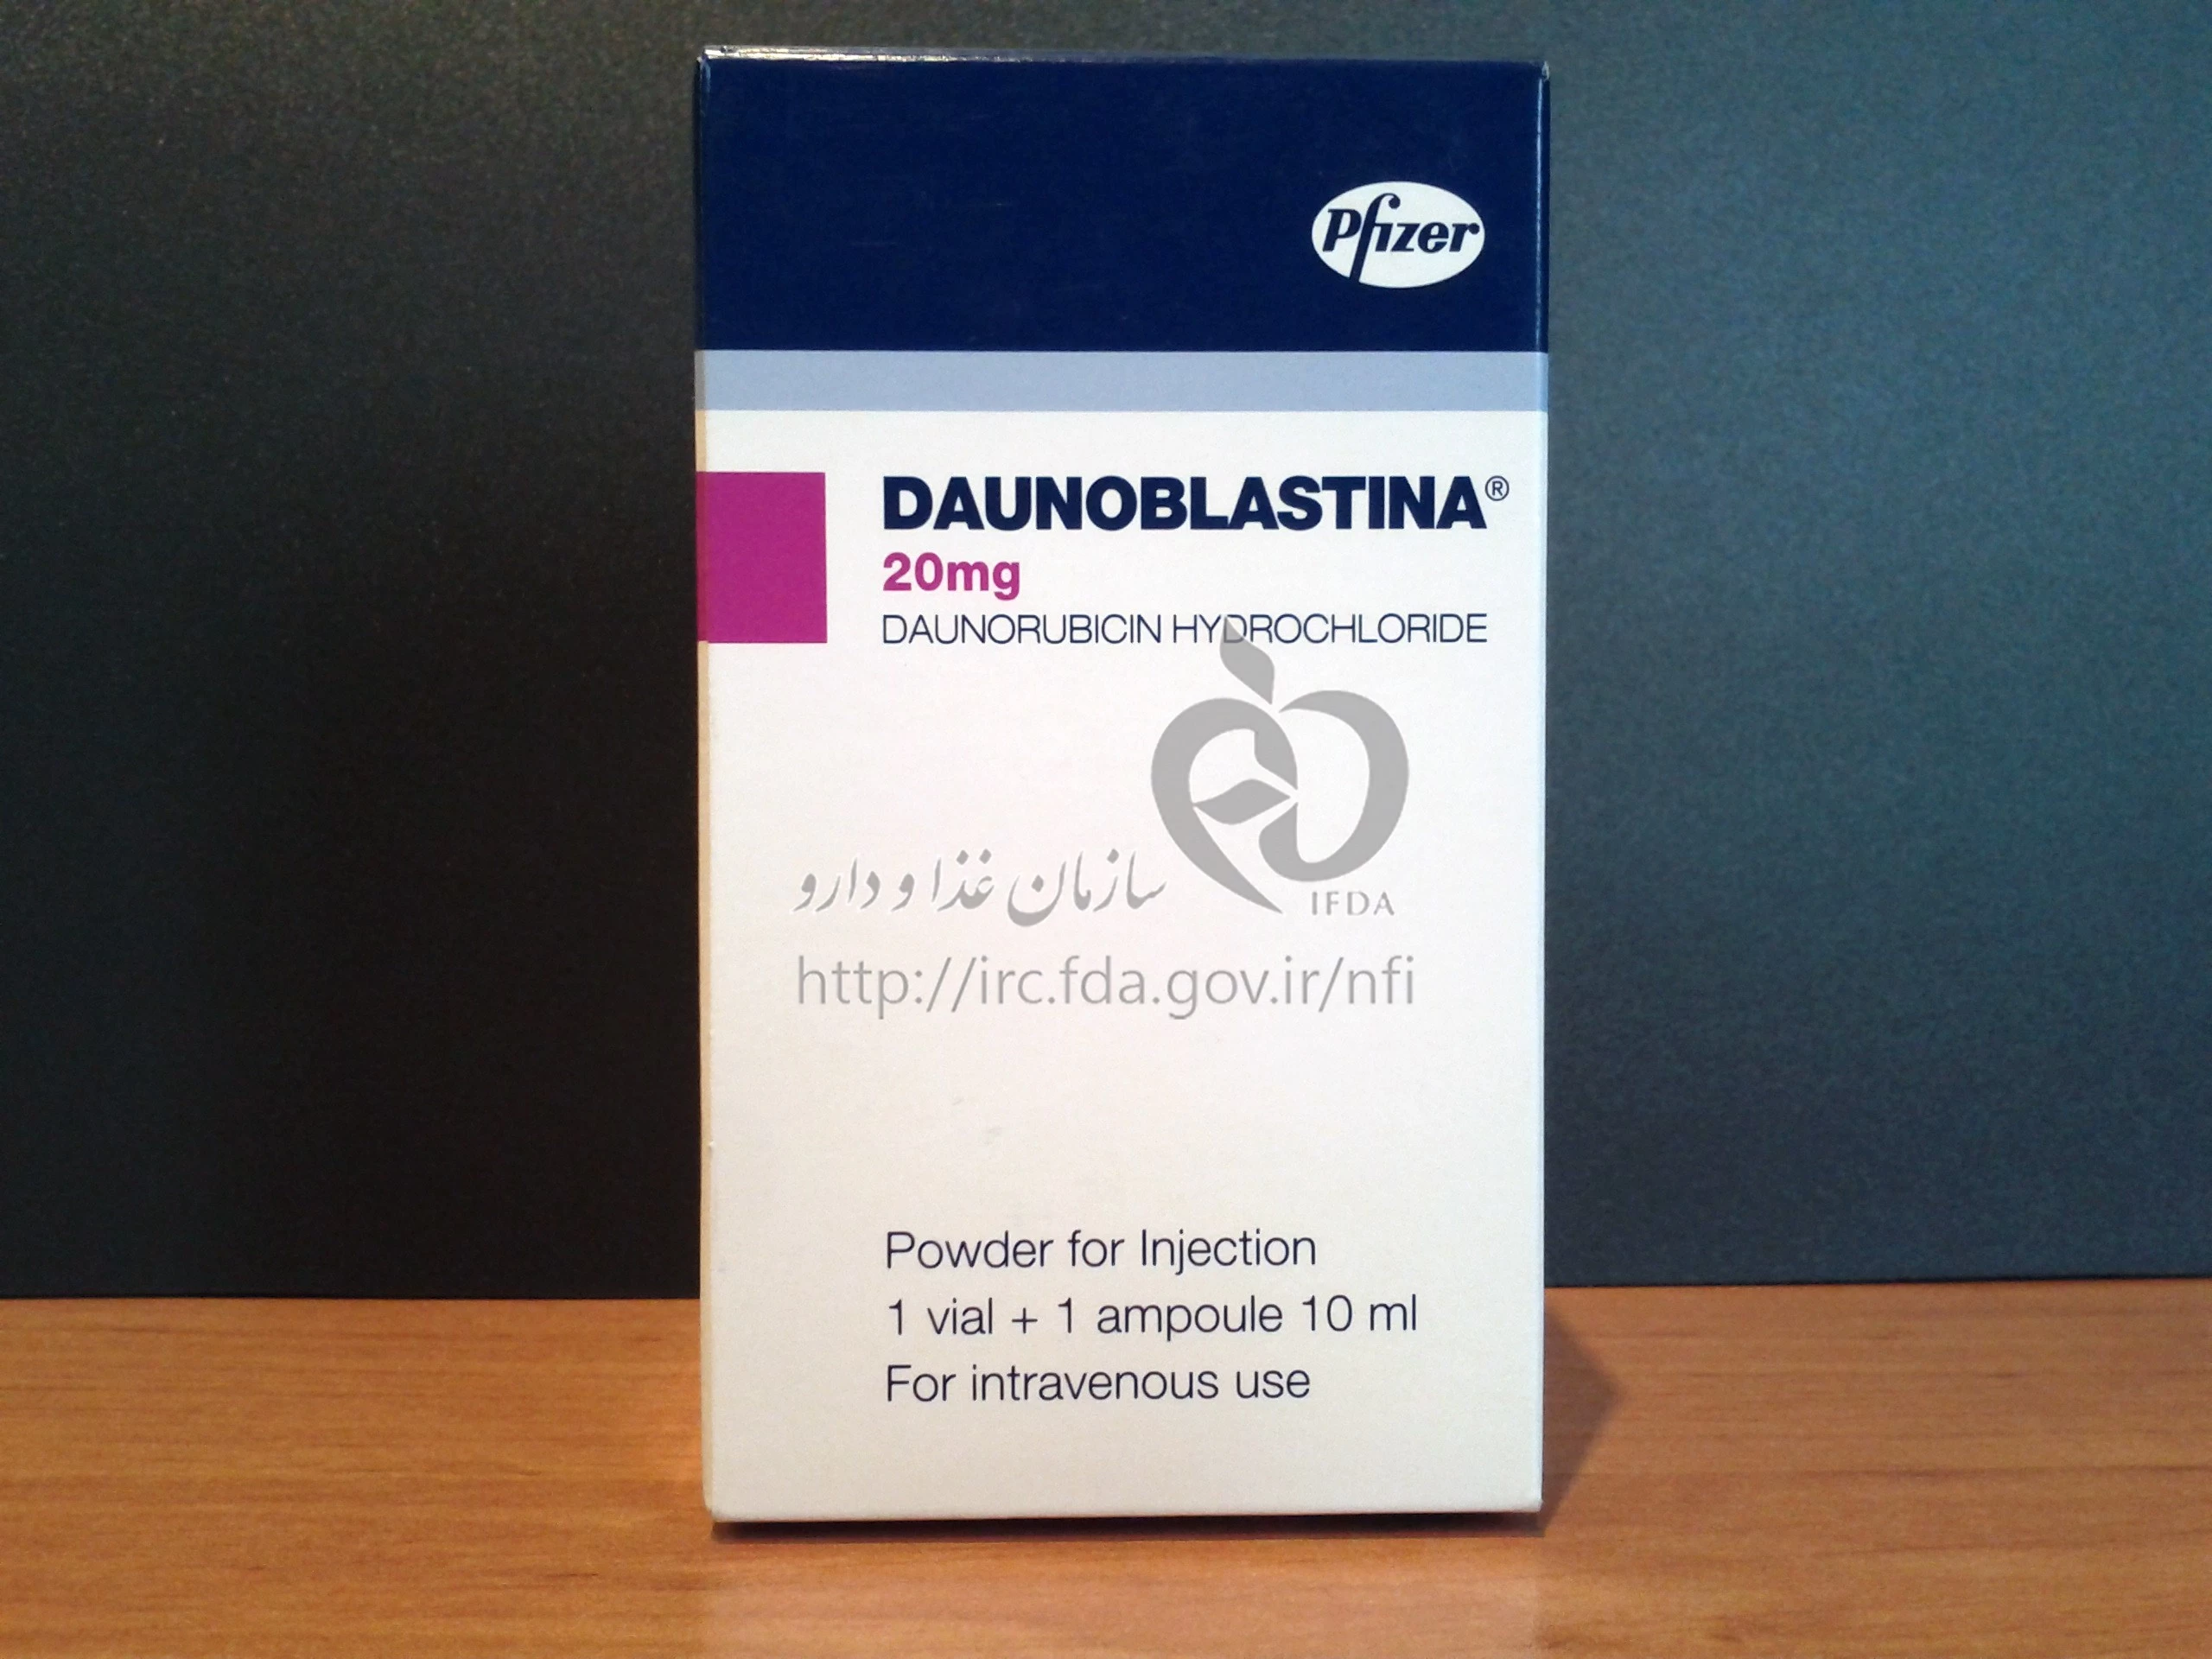 Pfizer
DAUNOBLASTINA®
20mg
DAUNORUBICIN HYDROCHLORIDE
IFDA
سازمان غذا و دارو
http://irc.fda.gov.ir/nfi
Powder for Injection
1 vial + 1 ampoule 10 ml
For intravenous use